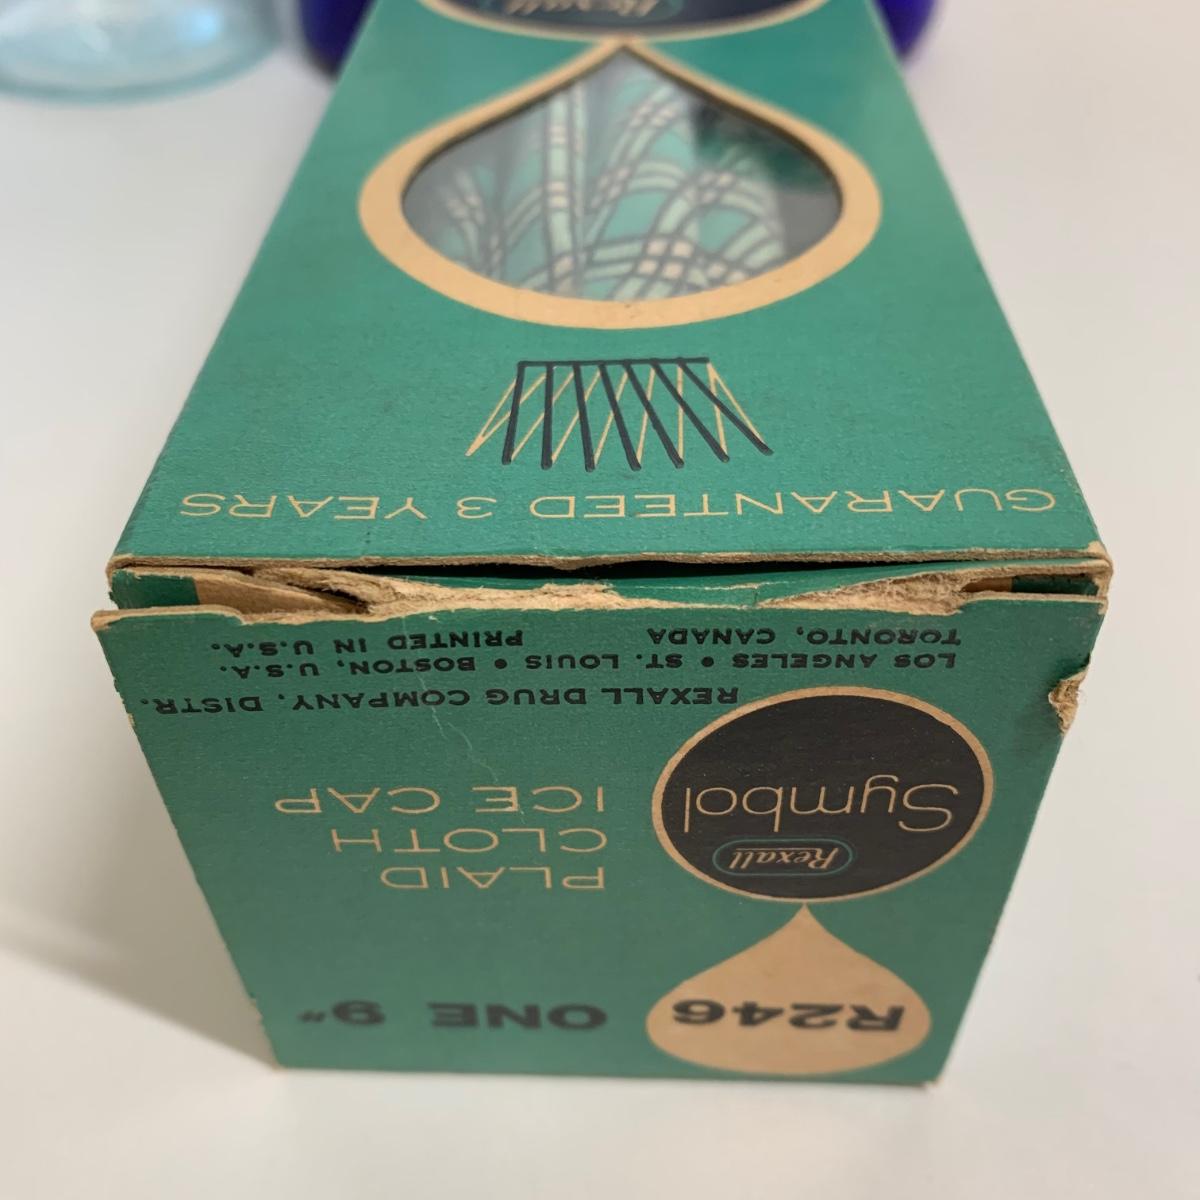 R246 ONE 9"
Rexall
Symbol
PLAID
CLOTH
ICE CAP
REXALL DRUG COMPANY, DISTR.
LOS ANGELES • ST. LOUIS • BOSTON, U.S.A.
TORONTO, CANADA PRINTED IN U.S.A.
GUARANTEED 3 YEARS
Rexall